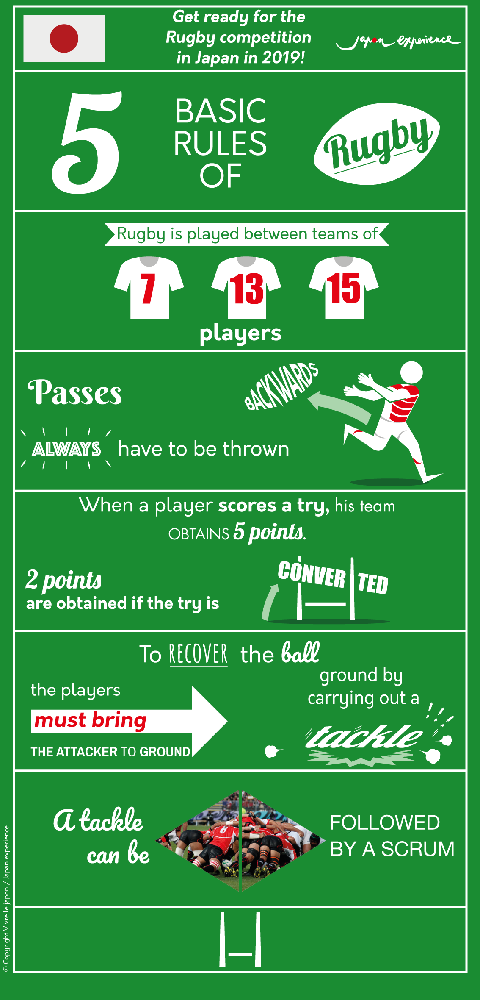 Get ready for the
Rugby competition
in Japan in 2019!
japan experience
5
BASIC
RULES
OF
Rugby
Rugby is played between teams of
7 13 15
players
Passes
BACKWARDS
ALWAYS have to be thrown
When a player scores a try, his team
OBTAINS 5 points.
2 points
are obtained if the try is
CONVERTED
To RECOVER the ball
the players
must bring
THE ATTACKER TO GROUND
ground by
carrying out a
tackle
A tackle
can be
8
FOLLOWED
BY A SCRUM
© Copyright Vivre le japon / Japan experience